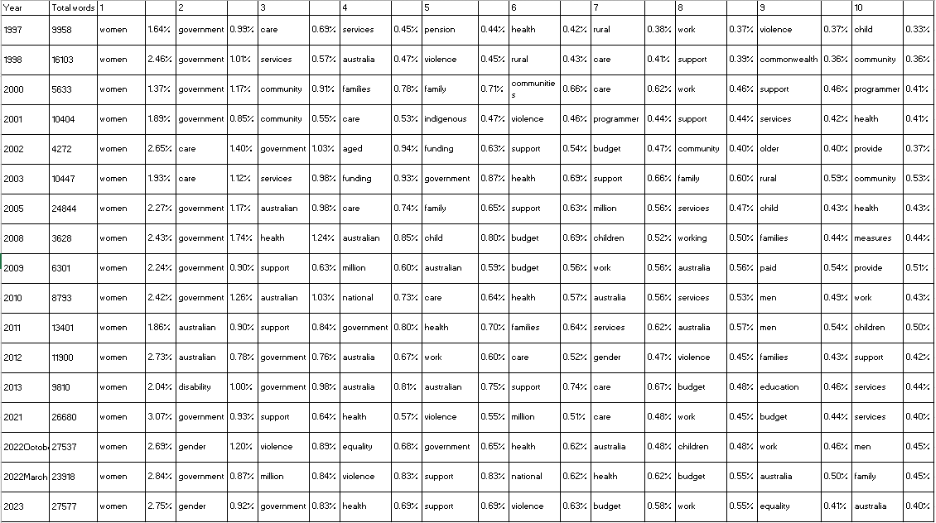 Year Total words 1 2 3 4 5 6 7 8 9 10
1997 9958 women 1.64% government 0.99% care 0.69% services 0.45% pension 0.44% health 0.42% rural 0.38% work 0.37% violence 0.37% child 0.33%
1998 16103 women 2.46% government 1.01% services 0.57% australia 0.47% violence 0.45% rural 0.43% care 0.41% support 0.39% commonwealth 0.36% community 0.36%
2000 5633 women 1.37% government 1.17% community 0.91% families 0.78% family 0.71% communities 0.66% care 0.62% work 0.46% support 0.46% programmer 0.41%
2001 10404 women 1.89% government 0.85% community 0.55% care 0.53% indigenous 0.47% violence 0.46% programmer 0.44% support 0.44% services 0.42% health 0.41%
2002 4272 women 2.65% care 1.40% government 1.03% aged 0.94% funding 0.63% support 0.54% budget 0.47% community 0.40% older 0.40% provide 0.37%
2003 10447 women 1.93% care 1.12% services 0.98% funding 0.93% government 0.87% health 0.69% support 0.66% family 0.60% rural 0.59% community 0.53%
2005 24844 women 2.27% government 1.17% australian 0.98% care 0.74% family 0.65% support 0.63% million 0.56% services 0.47% child 0.43% health 0.43%
2008 3628 women 2.43% government 1.74% health 1.24% australian 0.85% child 0.80% budget 0.69% children 0.52% working 0.50% families 0.44% measures 0.44%
2009 6301 women 2.24% government 0.90% support 0.63% million 0.60% australian 0.59% budget 0.56% work 0.56% australia 0.56% paid 0.54% provide 0.51%
2010 8793 women 2.42% government 1.26% australian 1.03% national 0.73% care 0.64% health 0.57% australia 0.56% services 0.53% men 0.49% work 0.43%
2011 13401 women 1.86% australian 0.90% support 0.84% government 0.80% health 0.70% families 0.64% services 0.62% australia 0.57% men 0.54% children 0.50%
2012 11900 women 2.73% australian 0.78% government 0.76% australia 0.67% work 0.60% care 0.52% gender 0.47% violence 0.45% families 0.43% support 0.42%
2013 9810 women 2.04% disability 1.00% government 0.98% australia 0.81% australian 0.75% support 0.74% care 0.67% budget 0.48% education 0.46% services 0.44%
2021 26680 women 3.07% government 0.93% support 0.64% health 0.57% violence 0.55% million 0.51% care 0.48% work 0.45% budget 0.44% services 0.40%
2022Octob 27537 women 2.69% gender 1.20% violence 0.89% equality 0.68% government 0.65% health 0.62% australia 0.48% children 0.48% work 0.46% men 0.45%
2022March 23918 women 2.84% government 0.87% million 0.84% violence 0.83% support 0.83% national 0.62% health 0.62% budget 0.55% australia 0.50% family 0.45%
2023 27577 women 2.75% gender 0.92% government 0.83% health 0.69% support 0.69% violence 0.63% budget 0.58% work 0.55% equality 0.41% australia 0.40%